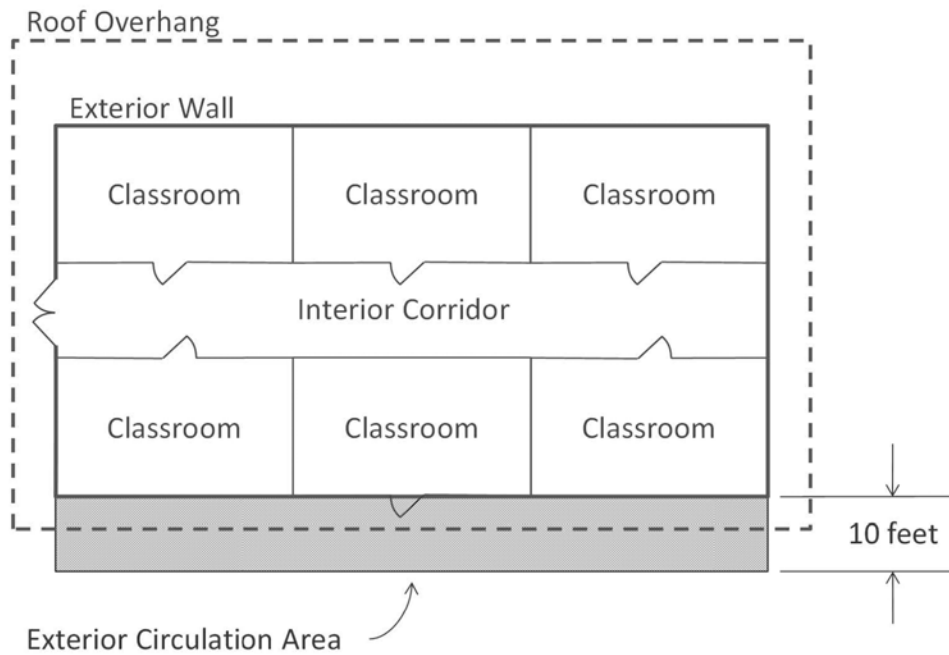 Roof Overhang
Exterior Wall
Classroom
Classroom
Classroom
Interior Corridor
Classroom
Classroom
Classroom
10 feet
Exterior Circulation Area